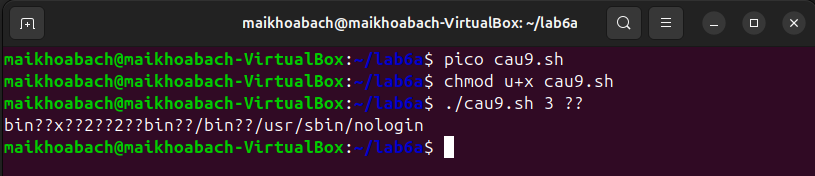 maikhoabach@maikhoabach-VirtualBox: ~/lab6a
maikhoabach@maikhoabach-VirtualBox:~/lab6a$ pico cau9.sh
maikhoabach@maikhoabach-VirtualBox:~/lab6a$ chmod u+x cau9.sh
maikhoabach@maikhoabach-VirtualBox:~/lab6a$ ./cau9.sh 3 ??
bin??x??2??2??bin??/bin??/usr/sbin/nologin
maikhoabach@maikhoabach-VirtualBox:~/lab6a$